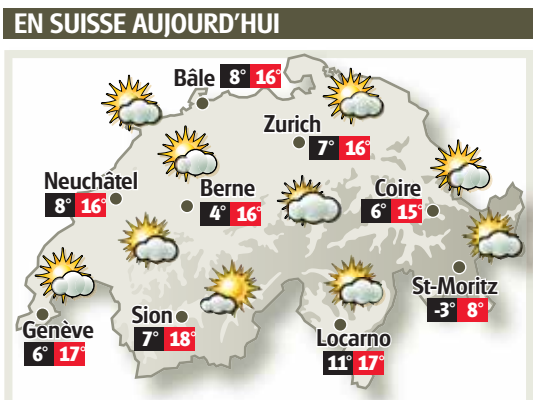 EN SUISSE AUJOURD'HUI
Bâle 8° 16°
Zurich
7° 16°
Neuchâtel
8° 16°
Berne
4° 16°
Coire
6° 15°
St-Moritz
-3° 8°
Genève
6° 17°
Sion
7° 18°
Locarno
11° 17°